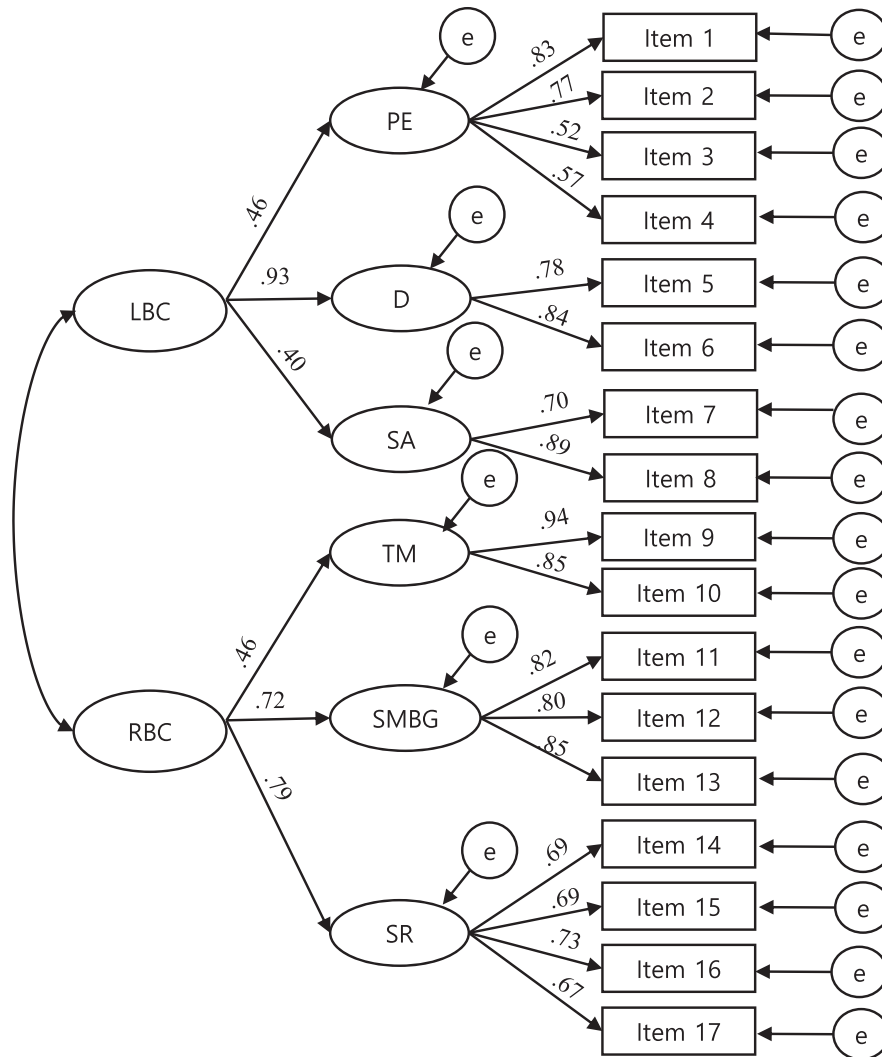 e
.83
Item 1
e
PE
.77
Item 2
e
.52
Item 3
e
.57
Item 4
e
.46
e
LBC
.93
D
.78
Item 5
e
.84
Item 6
e
.40
e
SA
.70
Item 7
e
.89
Item 8
e
e
TM
.94
Item 9
e
.85
Item 10
e
.46
e
RBC
.72
SMBG
.82
Item 11
e
.80
Item 12
e
.85
Item 13
e
.79
e
SR
.69
Item 14
e
.69
Item 15
e
.73
Item 16
e
.67
Item 17
e